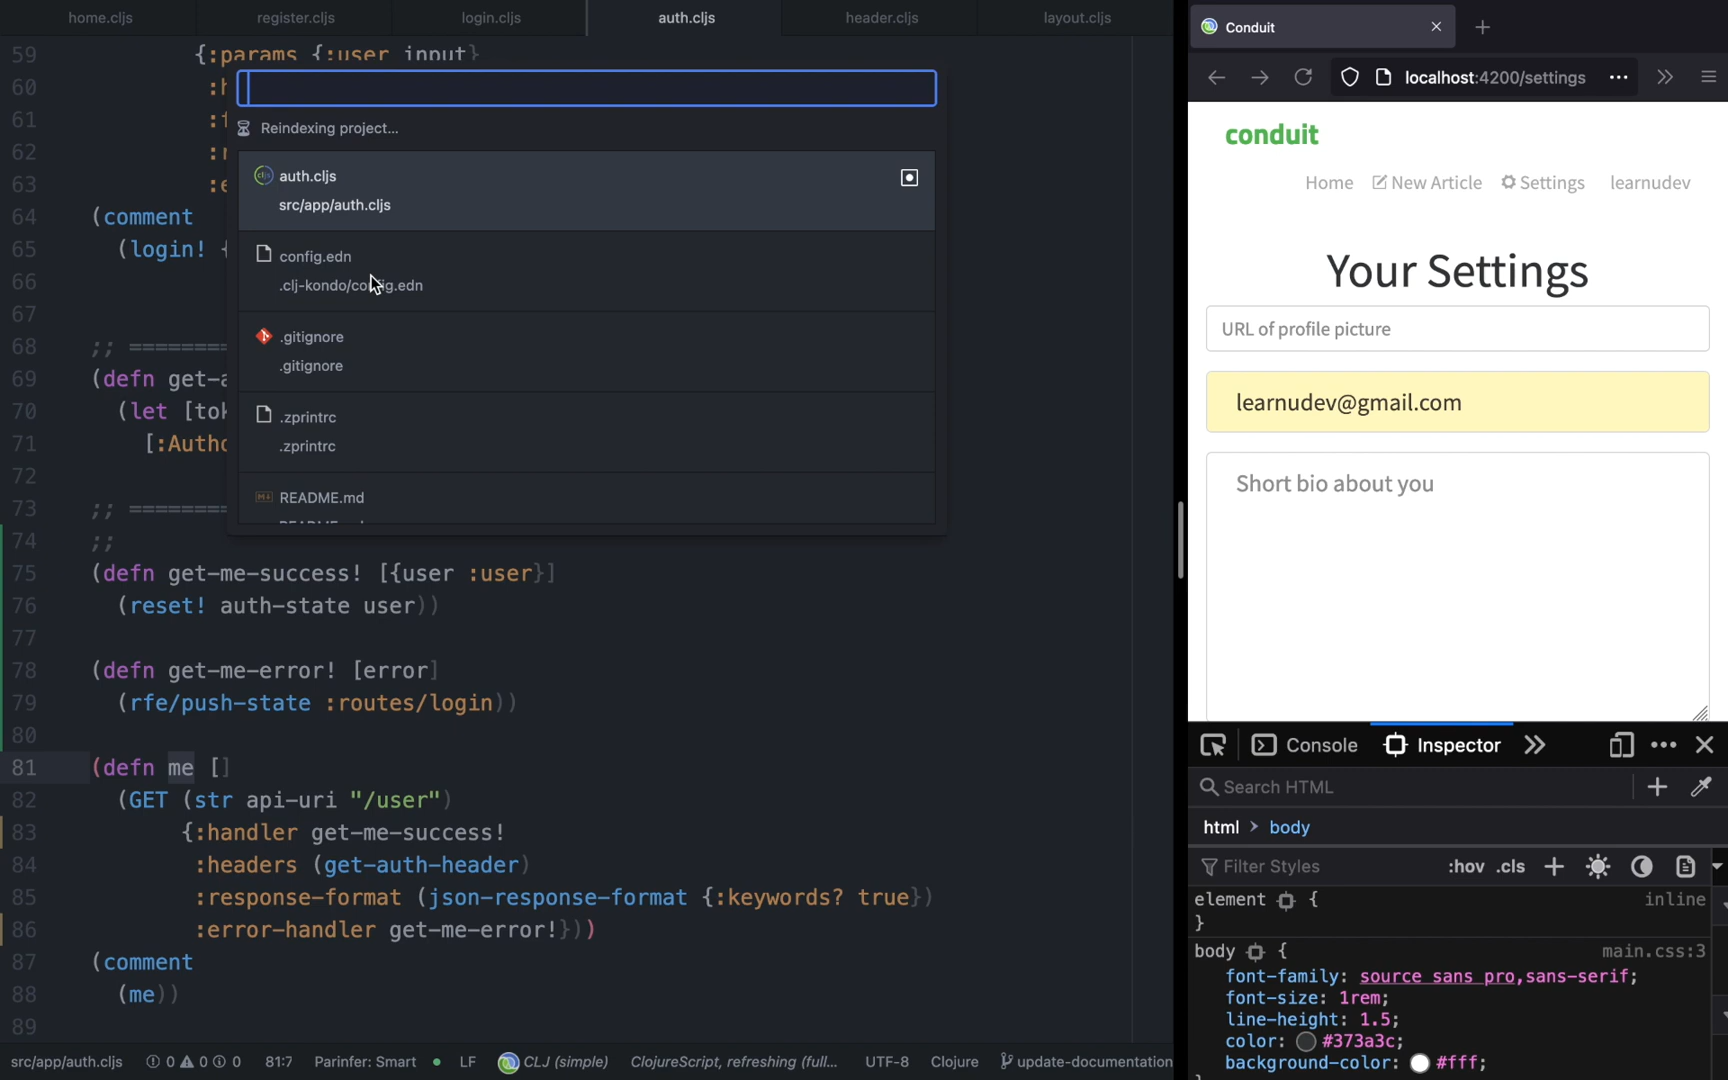 home.cljs
register.cljs
login.cljs
auth.cljs
header.cljs
layout.cljs
59 {:params {:user input}
60 :h
61
62 :r
63 :e
64 (comment
65 (login! {
66
67
68 ;; ========
69 (defn get-a
70 (let [tok
71 [:Autho
72
73 ;; ========
74 ;;
75 (defn get-me-success! [{user :user}]
76 (reset! auth-state user))
77
78 (defn get-me-error! [error]
79 (rfe/push-state :routes/login))
80
81 (defn me []
82 (GET (str api-uri "/user")
83 {:handler get-me-success!
84 :headers (get-auth-header)
85 :response-format (json-response-format {:keywords? true})
86 :error-handler get-me-error!}))
87 (comment
88 (me))
89
Reindexing project...
auth.cljs
src/app/auth.cljs
config.edn
.clj-kondo/config.edn
.gitignore
.gitignore
.zprintrc
.zprintrc
README.md
src/app/auth.cljs 0 0 0 81:7 Parinfer: Smart LF CLJ (simple) ClojureScript, refreshing (full... UTF-8 Clojure update-documentation
Conduit
localhost:4200/settings
conduit
Home New Article Settings learnudev
Your Settings
URL of profile picture
learnudev@gmail.com
Short bio about you
Console Inspector
Search HTML
html > body
Filter Styles :hov .cls
element { inline
}
body { main.css:3
font-family: source sans pro,sans-serif;
font-size: 1rem;
line-height: 1.5;
color: #373a3c;
background-color: #fff;